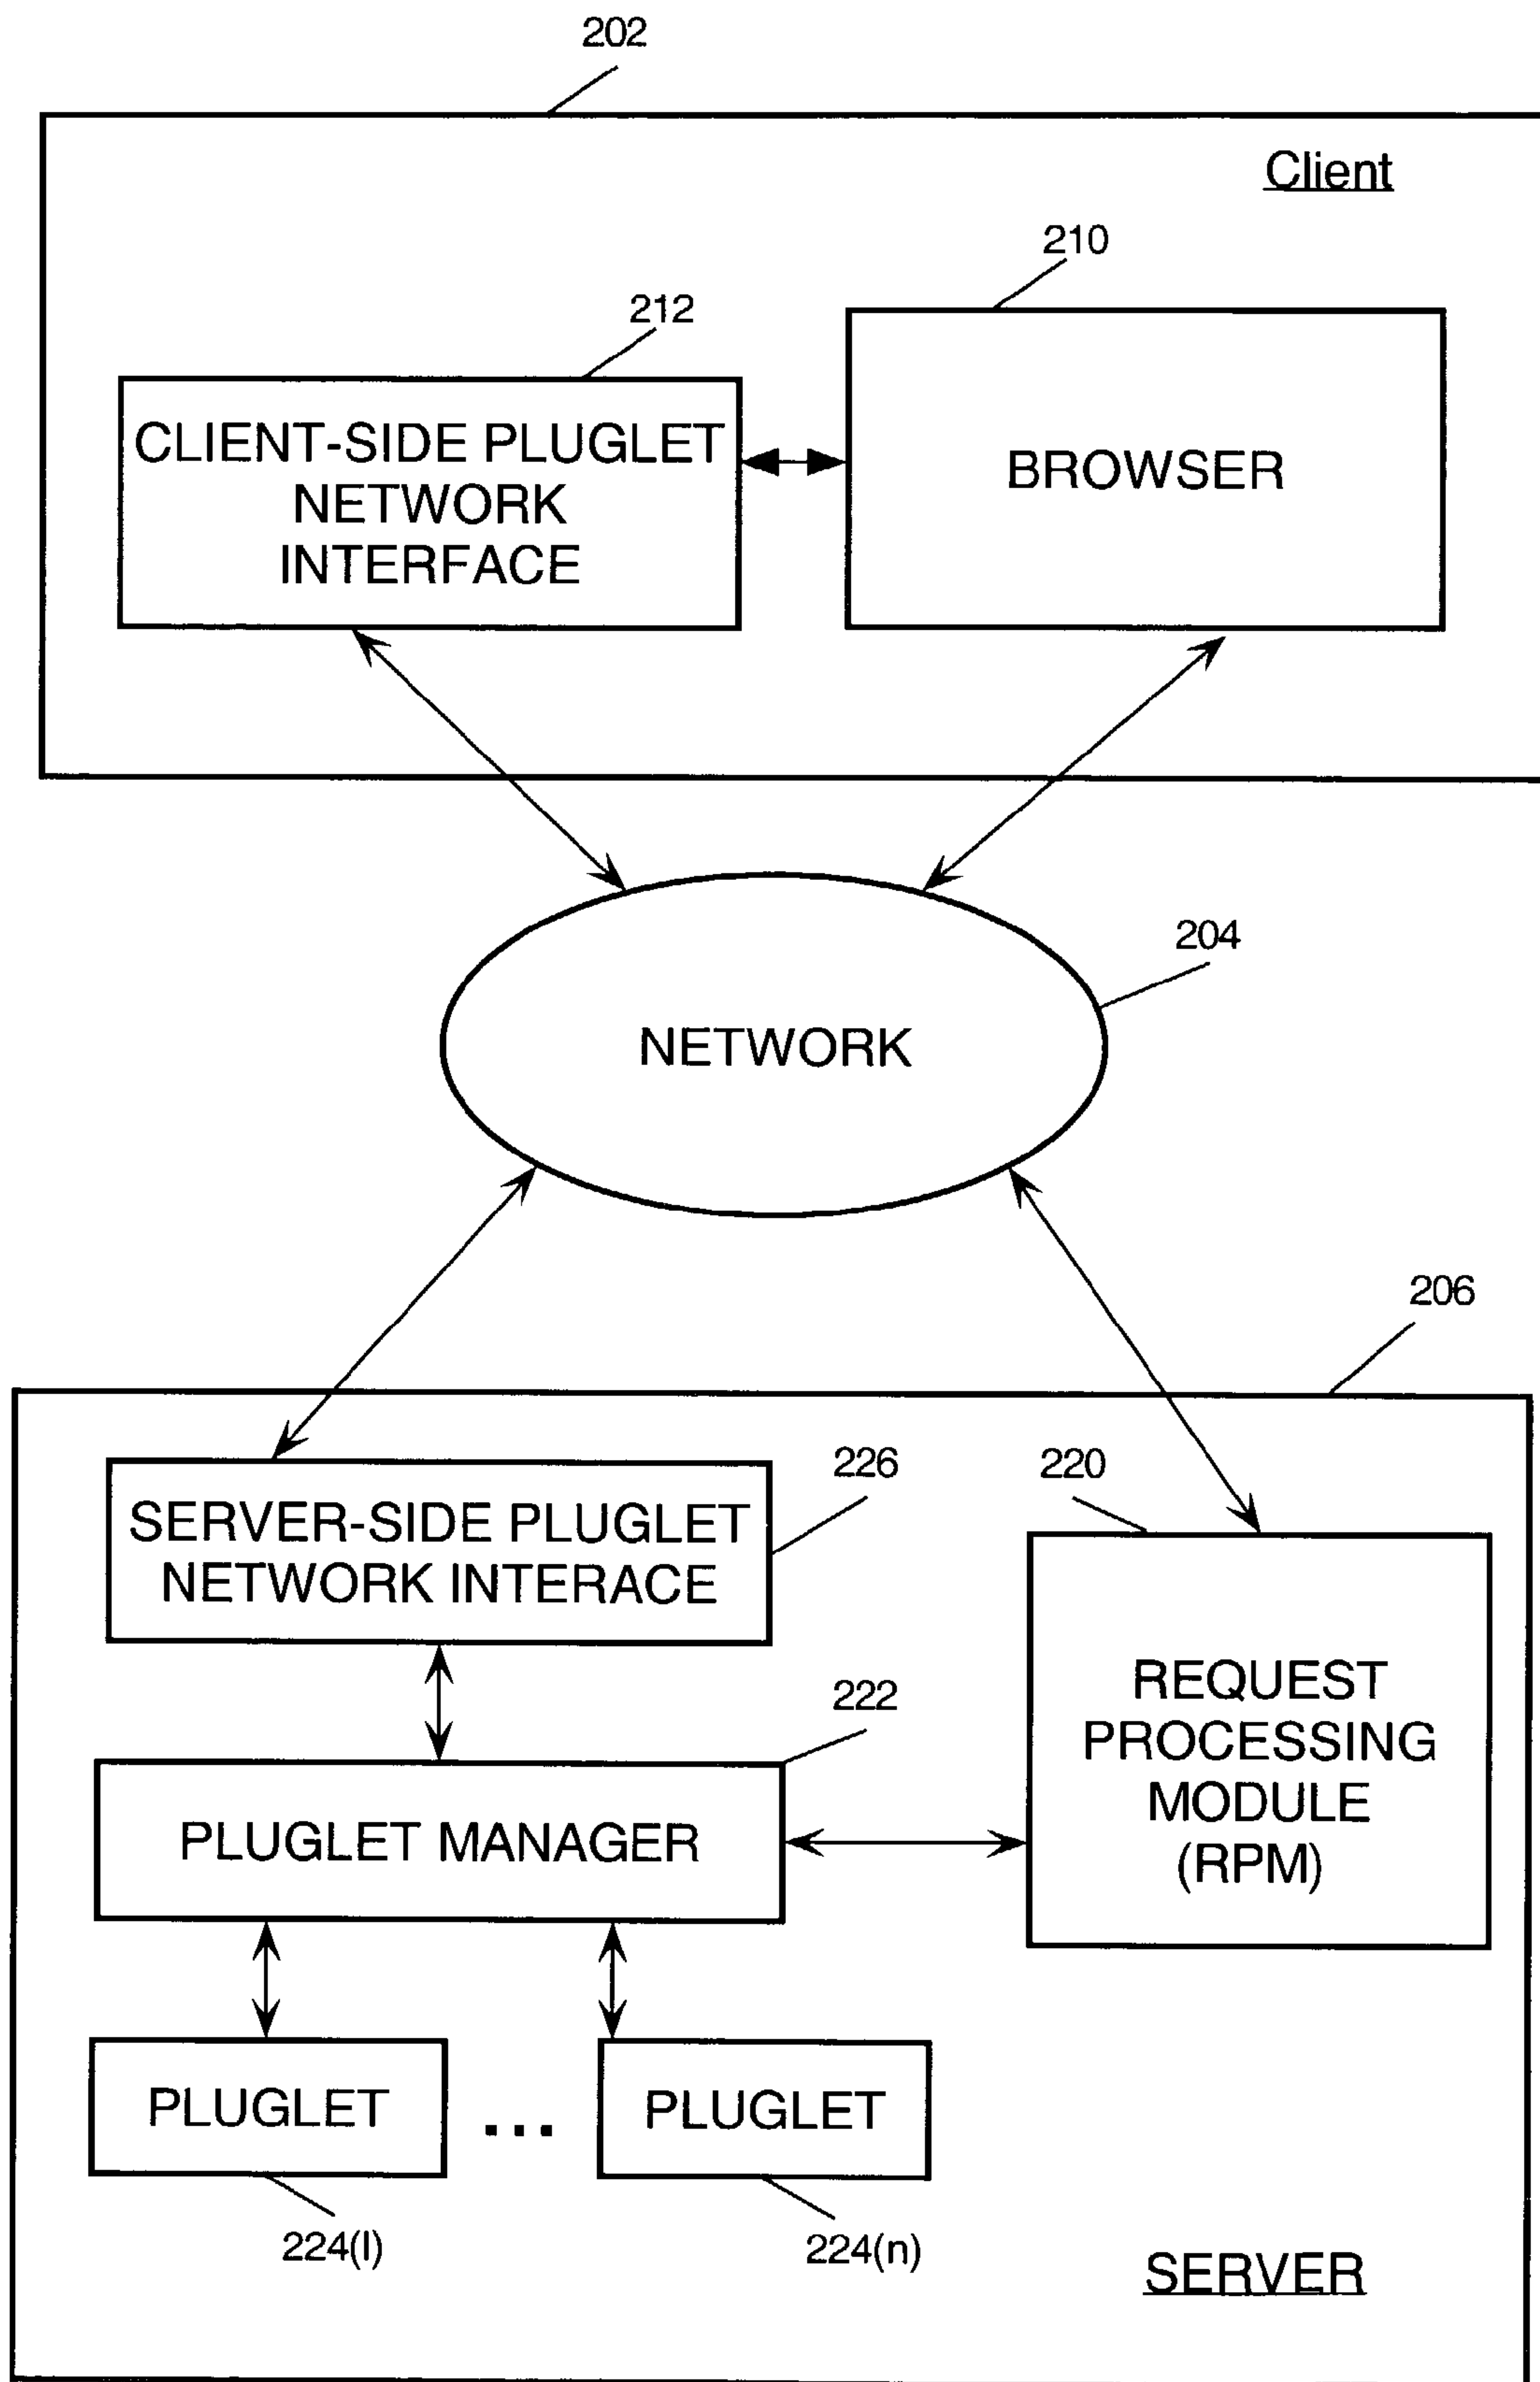 202
Client
210
212
CLIENT-SIDE PLUGLET
NETWORK
INTERFACE
BROWSER
204
NETWORK
206
226
220
SERVER-SIDE PLUGLET
NETWORK INTERACE
REQUEST
PROCESSING
MODULE
(RPM)
222
PLUGLET MANAGER
PLUGLET
...
PLUGLET
224(l)
224(n)
SERVER